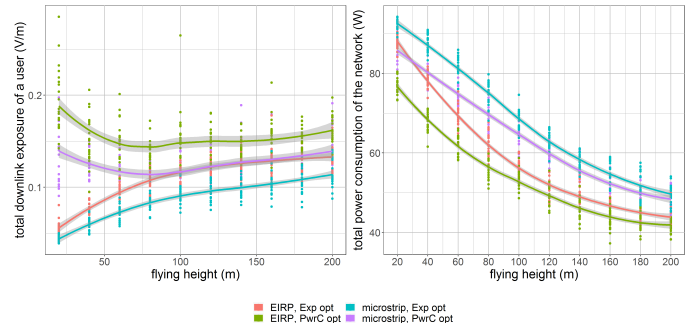 total downlink exposure of a user (V/m)
0.2
0.1
50
100
150
200
flying height (m)
total power consumption of the network (W)
80
60
40
20
40
60
80
100
120
140
160
180
200
flying height (m)
EIRP, Exp opt
microstrip, Exp opt
EIRP, PwrC opt
microstrip, PwrC opt